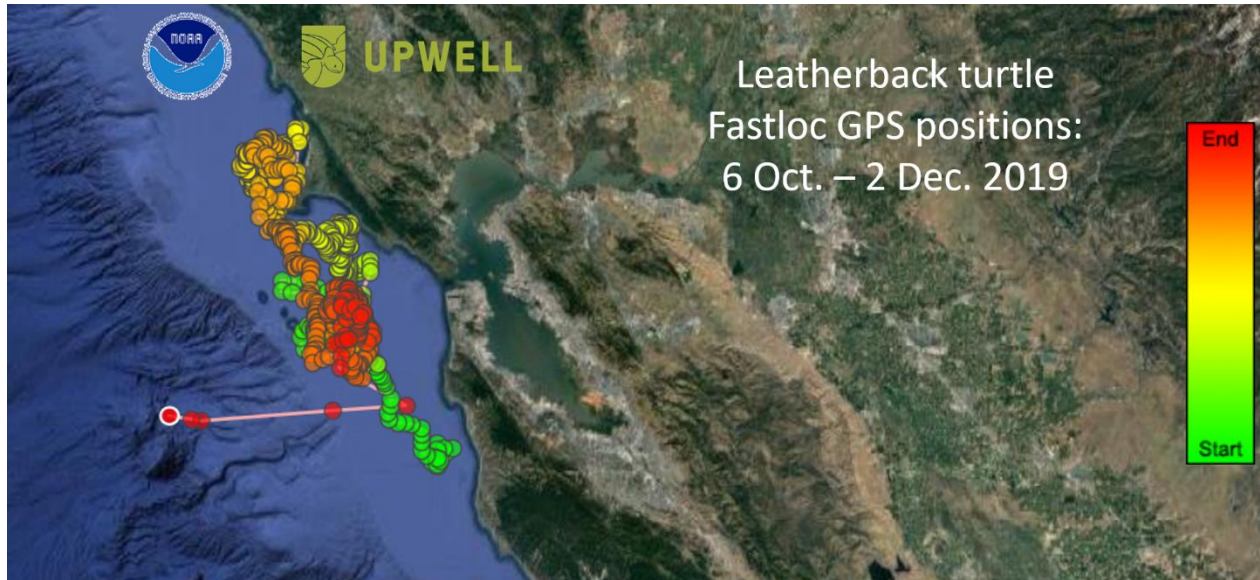 NOAA
UPWELL
Leatherback turtle
Fastloc GPS positions:
6 Oct. – 2 Dec. 2019
End
Start